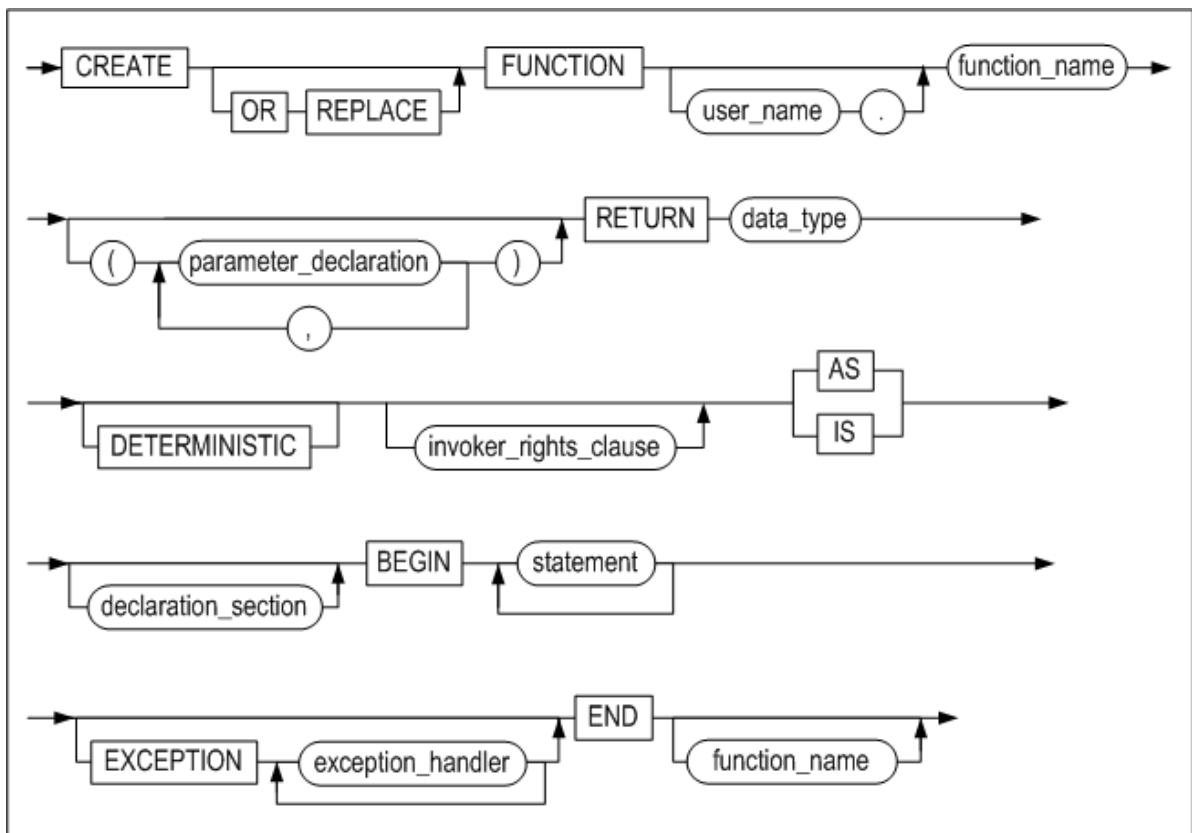 CREATE FUNCTION function_name
OR REPLACE user_name .
RETURN data_type
( parameter_declaration )
,
AS
DETERMINISTIC invoker_rights_clause IS
BEGIN statement
declaration_section
END
EXCEPTION exception_handler function_name